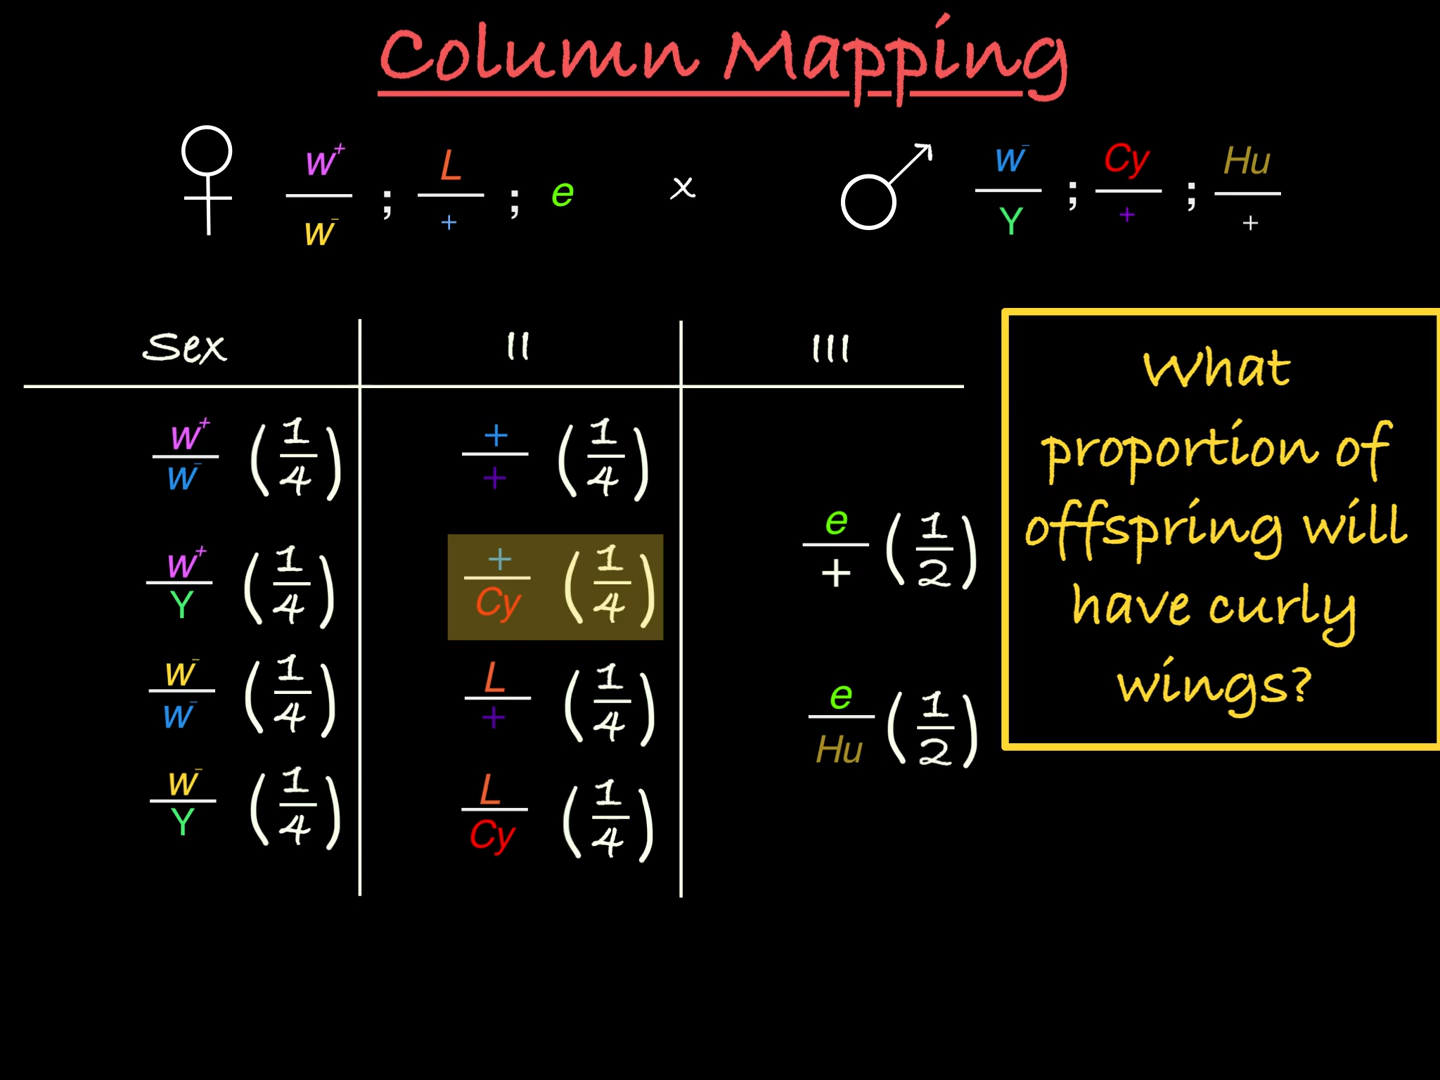 Column Mapping
w⁺ / w⁻ ; L / + ; e x w⁻ / Y ; Cy / + ; Hu / +
Sex II III
w⁺ / w⁻ (1/4) + / + (1/4)
e / + (1/2)
w⁺ / Y (1/4) + / Cy (1/4)
w⁻ / w⁻ (1/4) L / + (1/4)
e / Hu (1/2)
w⁻ / Y (1/4) L / Cy (1/4)
What
proportion of
offspring will
have curly
wings?